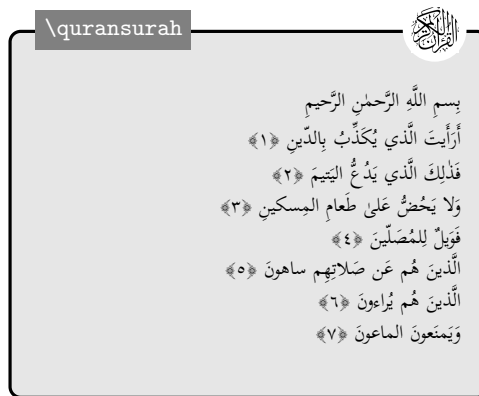 \quransurah
القرآن الكريم
بِسمِ اللَّهِ الرَّحمٰنِ الرَّحيمِ
أَرَأَيتَ الَّذي يُكَذِّبُ بِالدّينِ ﴿١﴾
فَذٰلِكَ الَّذي يَدُعُّ اليَتيمَ ﴿٢﴾
وَلا يَحُضُّ عَلىٰ طَعامِ المِسكينِ ﴿٣﴾
فَوَيلٌ لِلمُصَلّينَ ﴿٤﴾
الَّذينَ هُم عَن صَلاتِهِم ساهونَ ﴿٥﴾
الَّذينَ هُم يُراءونَ ﴿٦﴾
وَيَمنَعونَ الماعونَ ﴿٧﴾